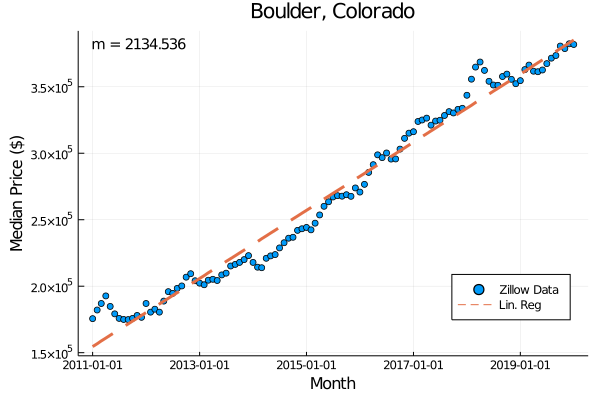 Boulder, Colorado
m = 2134.536
Median Price ($)
3.5×10⁵
3.0×10⁵
2.5×10⁵
2.0×10⁵
1.5×10⁵
Zillow Data
Lin. Reg
2011-01-01 2013-01-01 2015-01-01 2017-01-01 2019-01-01
Month